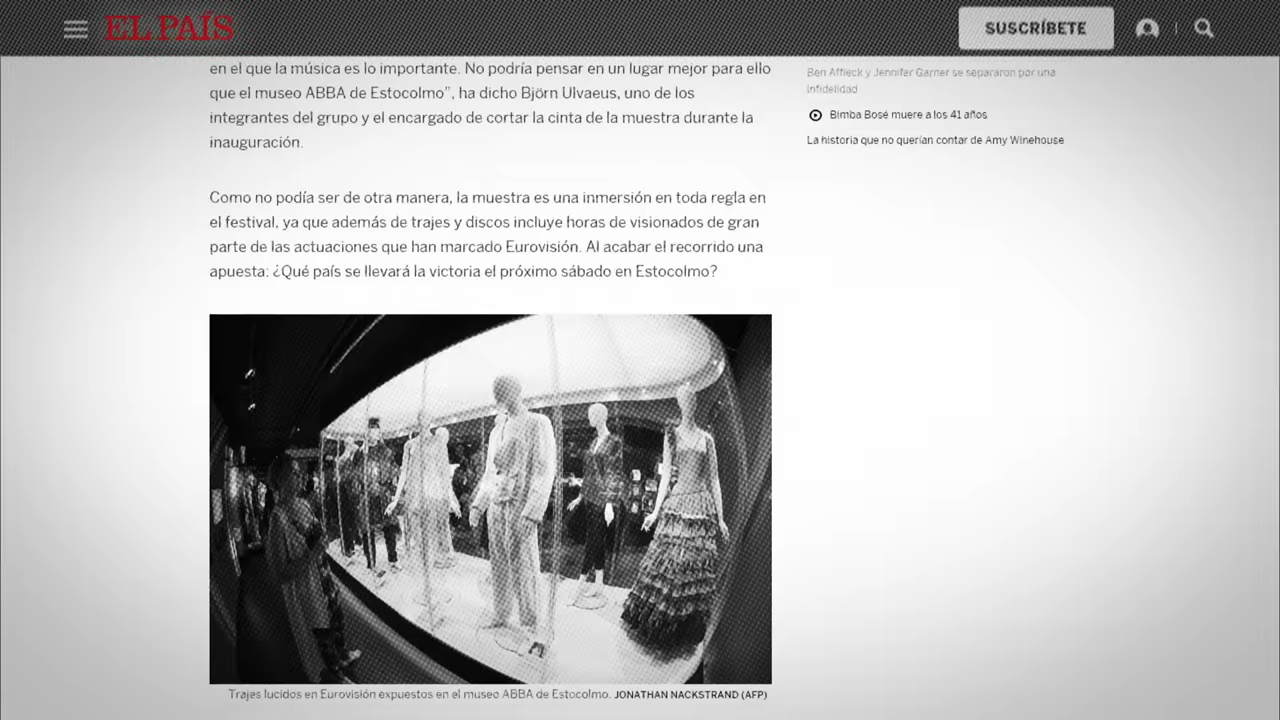 EL PAÍS
SUSCRÍBETE
en el que la música es lo importante. No podría pensar en un lugar mejor para ello
que el museo ABBA de Estocolmo”, ha dicho Björn Ulvaeus, uno de los
integrantes del grupo y el encargado de cortar la cinta de la muestra durante la
inauguración.
Como no podía ser de otra manera, la muestra es una inmersión en toda regla en
el festival, ya que además de trajes y discos incluye horas de visionados de gran
parte de las actuaciones que han marcado Eurovisión. Al acabar el recorrido una
apuesta: ¿Qué país se llevará la victoria el próximo sábado en Estocolmo?
Trajes lucidos en Eurovisión expuestos en el museo ABBA de Estocolmo. JONATHAN NACKSTRAND (AFP)
Ben Affleck y Jennifer Garner se separaron por una
infidelidad
Bimba Bosé muere a los 41 años
La historia que no querían contar de Amy Winehouse